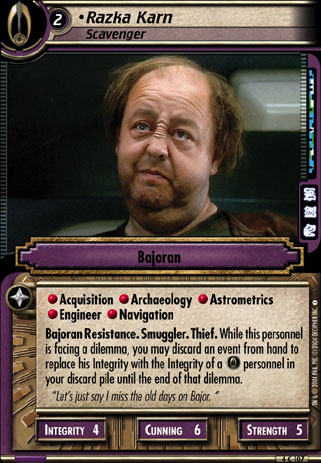 2
•Razka Karn
Scavenger
Bajoran
Acquisition Archaeology Astrometrics
Engineer Navigation
Bajoran Resistance. Smuggler. Thief. While this personnel
is facing a dilemma, you may discard an event from hand to
replace his Integrity with the Integrity of a personnel in
your discard pile until the end of that dilemma.
"Let's just say I miss the old days on Bajor."
INTEGRITY 4 CUNNING 6 STRENGTH 5
4 C 107